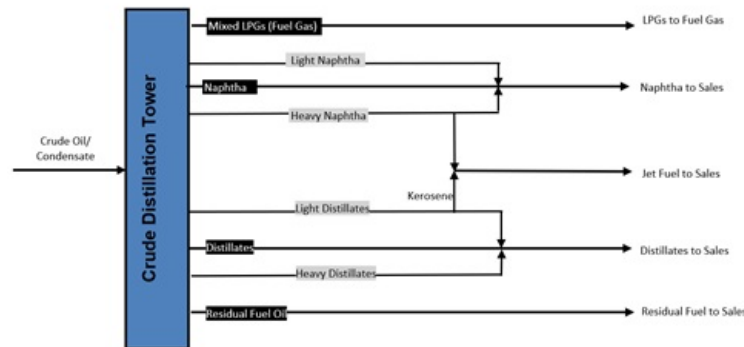 Mixed LPGs (Fuel Gas)
LPGs to Fuel Gas
Light Naphtha
Naphtha
Naphtha to Sales
Heavy Naphtha
Crude Oil/
Condensate
Crude Distillation Tower
Jet Fuel to Sales
Kerosene
Light Distillates
Distillates
Distillates to Sales
Heavy Distillates
Residual Fuel Oil
Residual Fuel to Sales